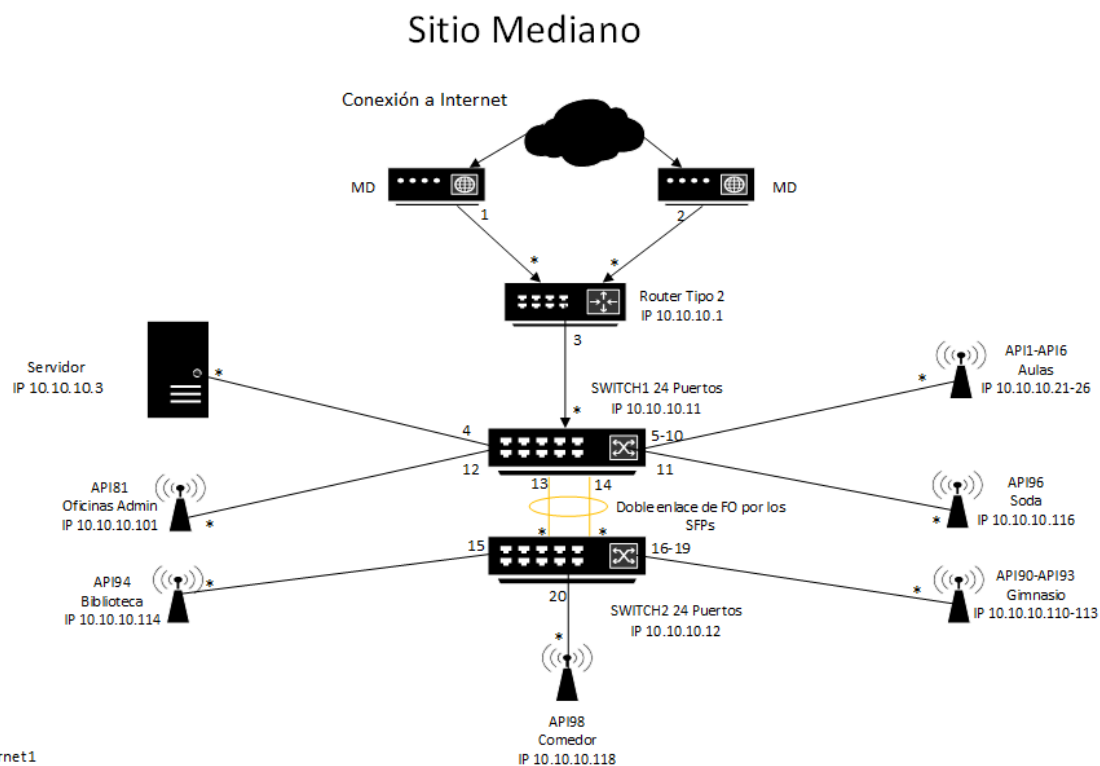 Sitio Mediano
Conexión a Internet
MD
MD
1
2
*
*
Router Tipo 2
IP 10.10.10.1
3
Servidor
IP 10.10.10.3
*
API1-API6
Aulas
IP 10.10.10.21-26
*
SWITCH1 24 Puertos
IP 10.10.10.11
*
4
5-10
12
11
API81
Oficinas Admin
IP 10.10.10.101
*
API96
Soda
IP 10.10.10.116
*
13
14
Doble enlace de FO por los
SFPs
*
*
15
16-19
API94
Biblioteca
IP 10.10.10.114
*
API90-API93
Gimnasio
IP 10.10.10.110-113
*
20
SWITCH2 24 Puertos
IP 10.10.10.12
*
API98
Comedor
IP 10.10.10.118
rnet1